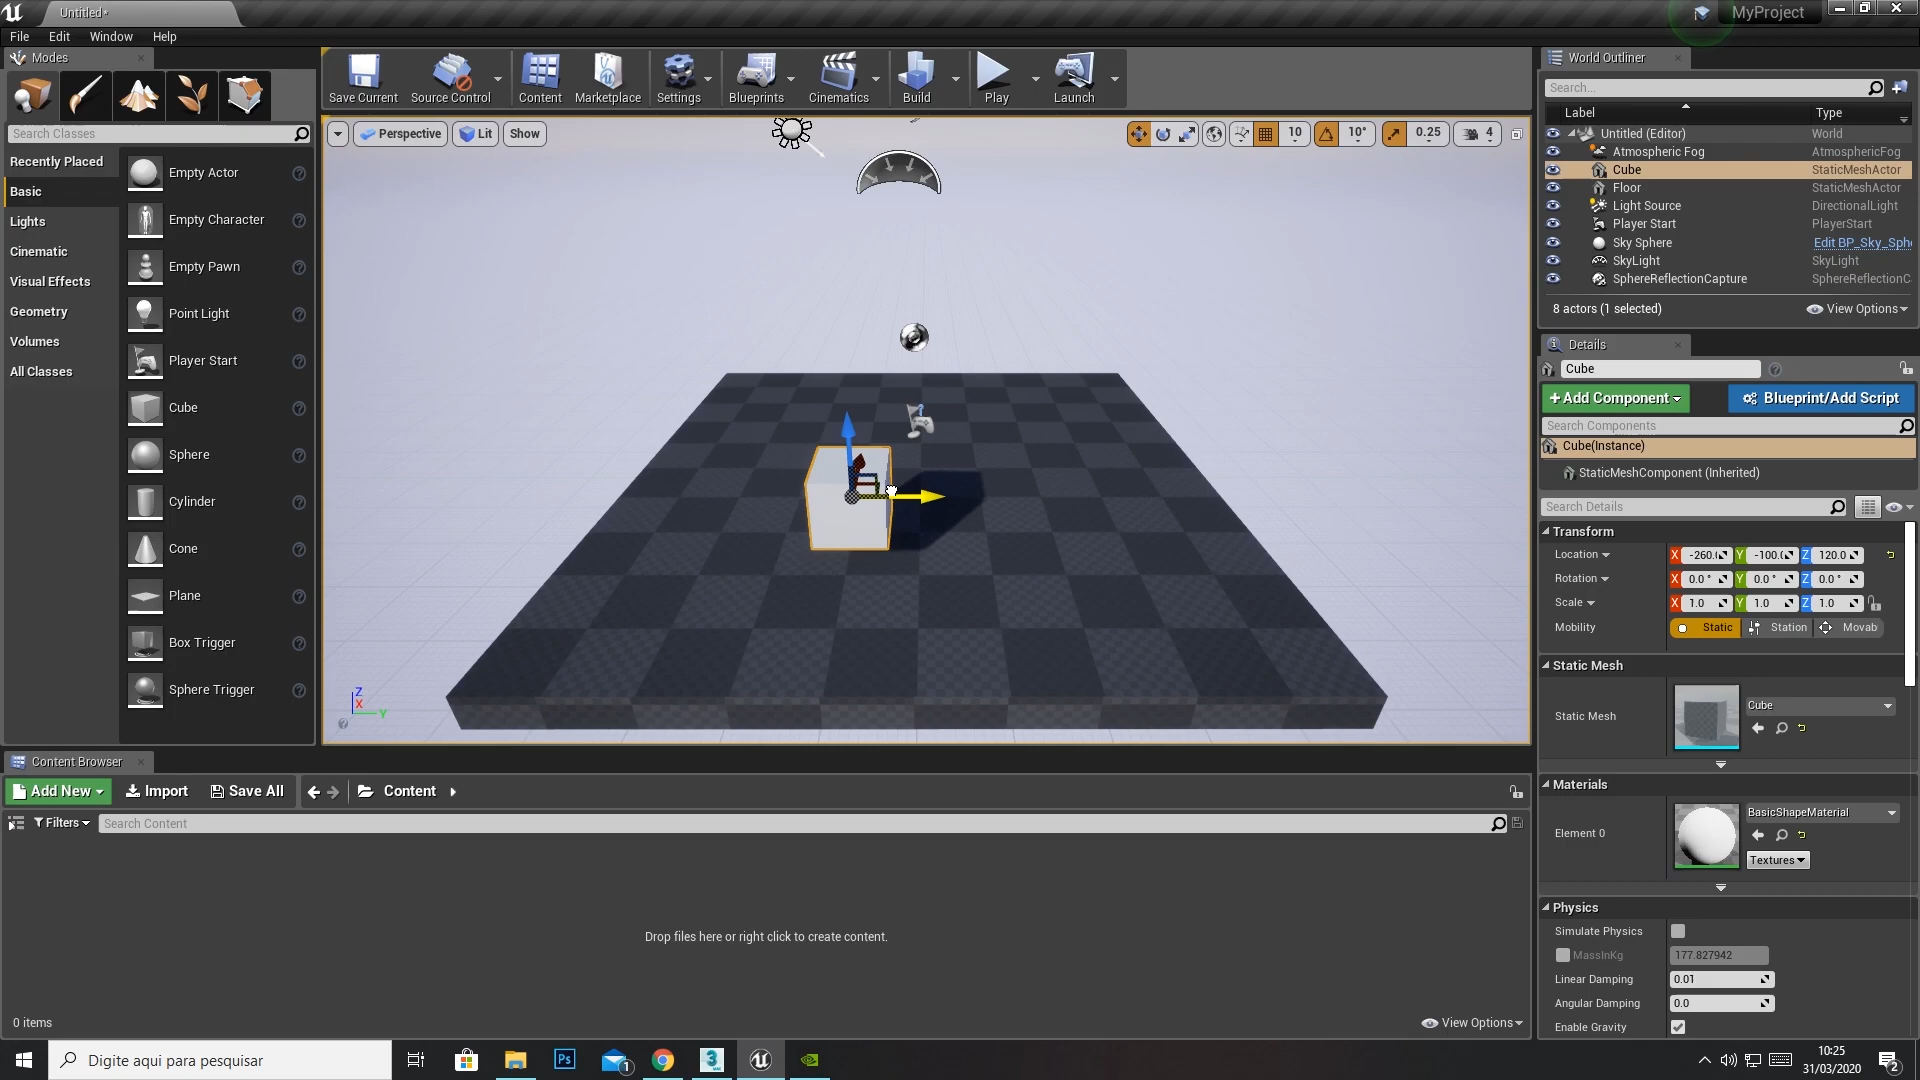 Untitled*
MyProject
File Edit Window Help
Modes
Search Classes
Recently Placed
Basic
Lights
Cinematic
Visual Effects
Geometry
Volumes
All Classes
Empty Actor
Empty Character
Empty Pawn
Point Light
Player Start
Cube
Sphere
Cylinder
Cone
Plane
Box Trigger
Sphere Trigger
Save Current Source Control Content Marketplace Settings Blueprints Cinematics Build Play Launch
Perspective Lit Show
10 10° 0.25 4
Z
X
Y
World Outliner
Search...
Label Type
Untitled (Editor) World
Atmospheric Fog AtmosphericFog
Cube StaticMeshActor
Floor StaticMeshActor
Light Source DirectionalLight
Player Start PlayerStart
Sky Sphere Edit BP_Sky_Sph
SkyLight SkyLight
SphereReflectionCapture SphereReflectionC
8 actors (1 selected) View Options
Details
Cube
+Add Component Blueprint/Add Script
Search Components
Cube(Instance)
StaticMeshComponent (Inherited)
Search Details
Transform
Location X -260.( Y -100.( Z 120.0
Rotation X 0.0 ° Y 0.0 ° Z 0.0 °
Scale X 1.0 Y 1.0 Z 1.0
Mobility Static Station Movab
Static Mesh
Static Mesh Cube
Materials
Element 0 BasicShapeMaterial
Textures
Physics
Simulate Physics
MassInKg 177.827942
Linear Damping 0.01
Angular Damping 0.0
Enable Gravity
Content Browser
Add New Import Save All Content
Filters Search Content
Drop files here or right click to create content.
0 items View Options
Digite aqui para pesquisar
Ps
1
3
10:25
31/03/2020
2